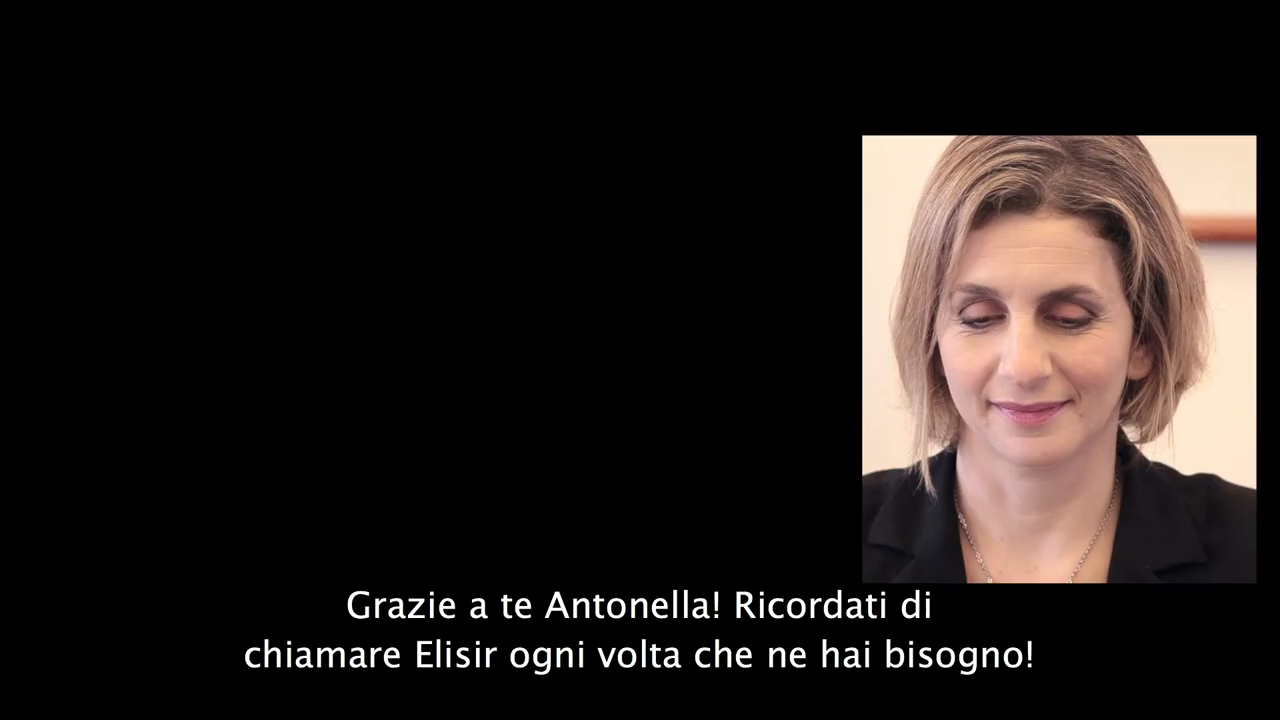 Grazie a te Antonella! Ricordati di
chiamare Elisir ogni volta che ne hai bisogno!